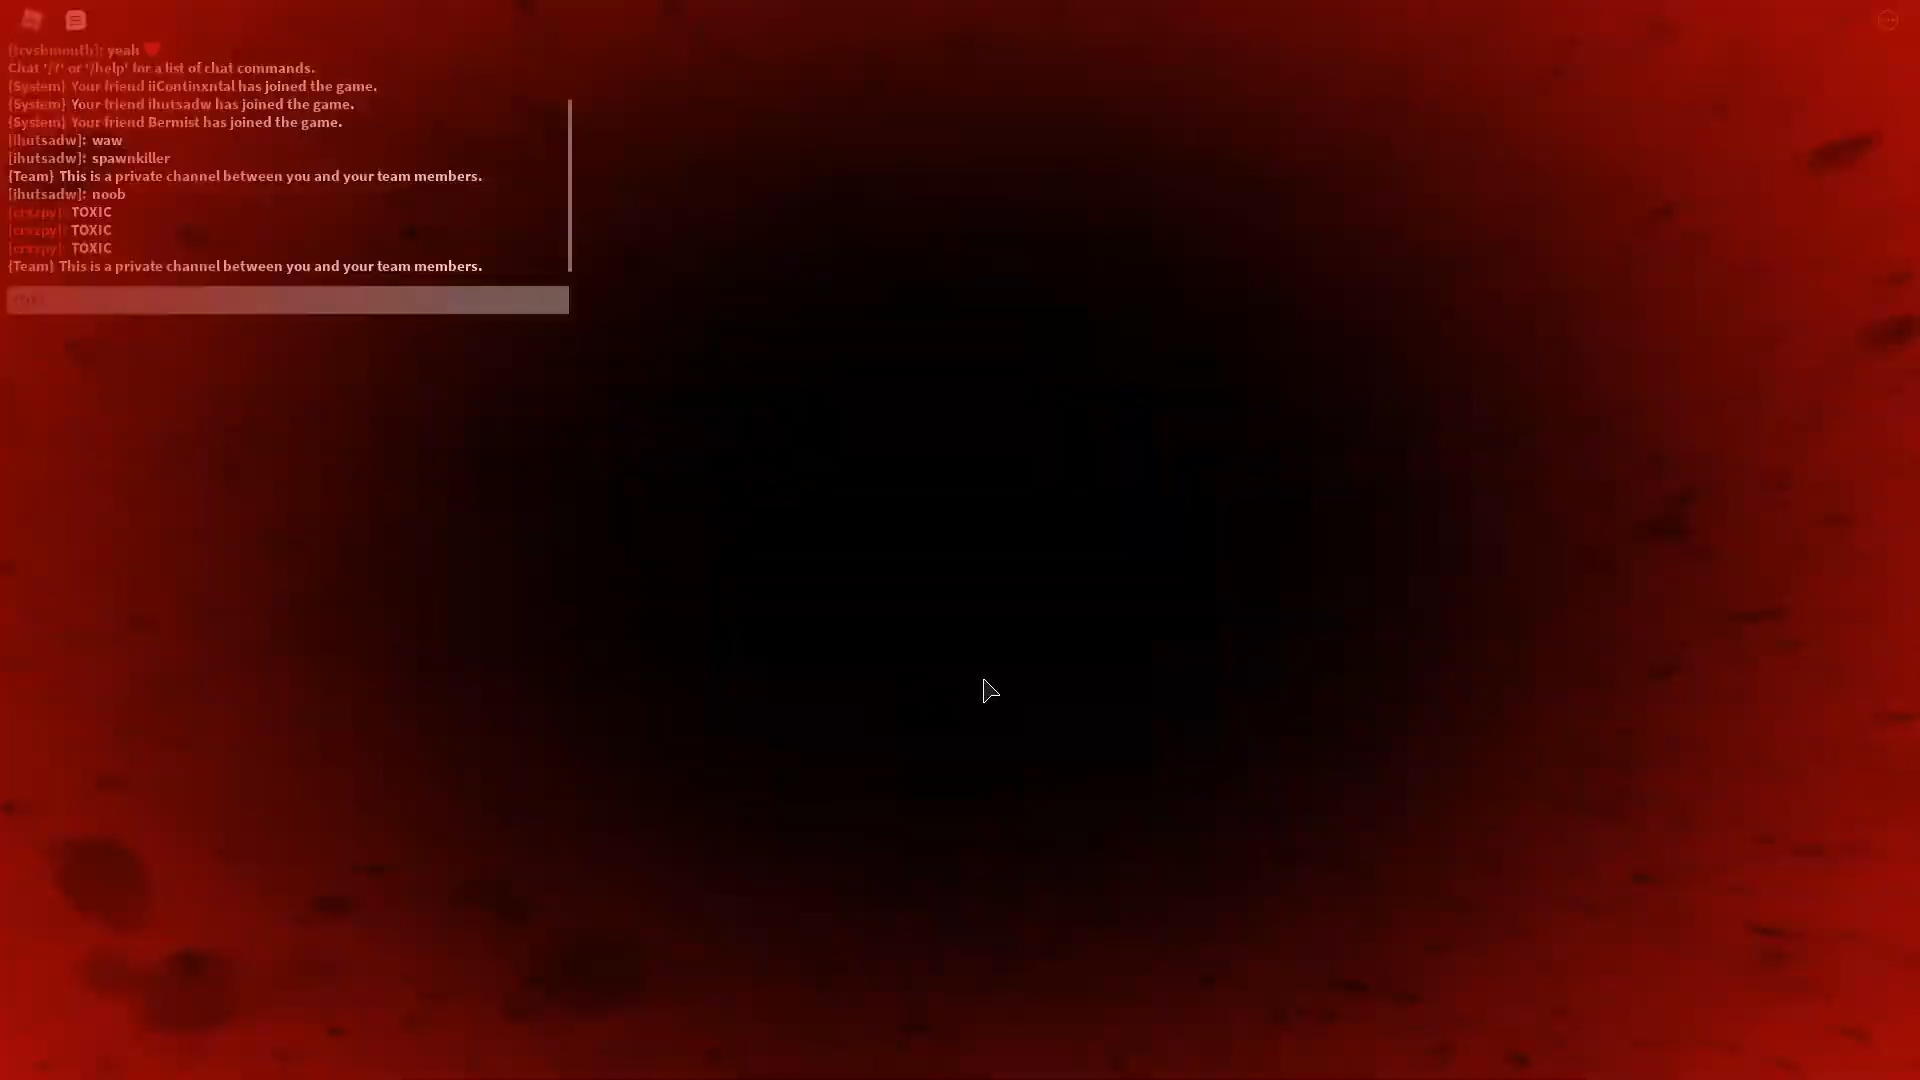 [trvshmouth]: yeah
Chat '/?' or '/help' for a list of chat commands.
{System} Your friend iiContinxntal has joined the game.
{System} Your friend ihutsadw has joined the game.
{System} Your friend Bermist has joined the game.
[ihutsadw]: waw
[ihutsadw]: spawnkiller
{Team} This is a private channel between you and your team members.
[ihutsadw]: noob
TOXIC
TOXIC
TOXIC
{Team} This is a private channel between you and your team members.